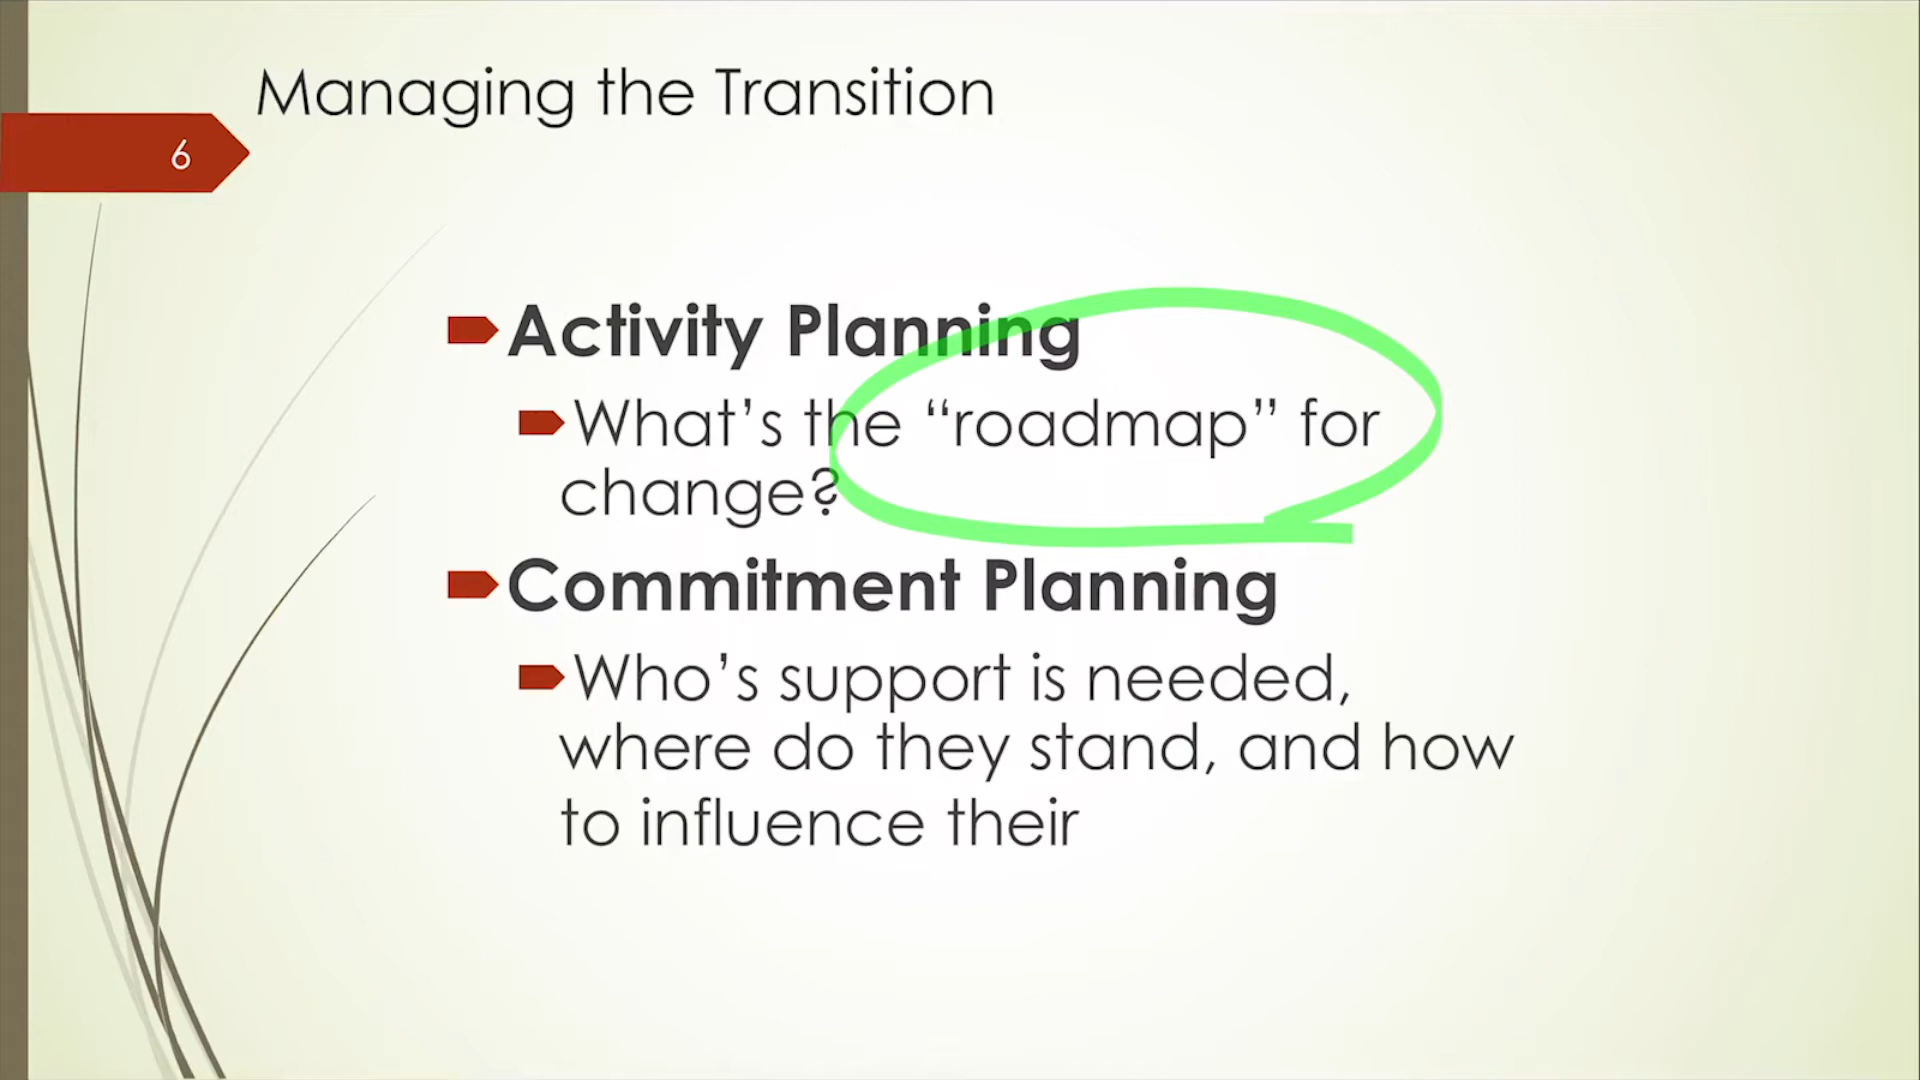 Managing the Transition
6
Activity Planning
What’s the “roadmap” for
change?
Commitment Planning
Who’s support is needed,
where do they stand, and how
to influence their